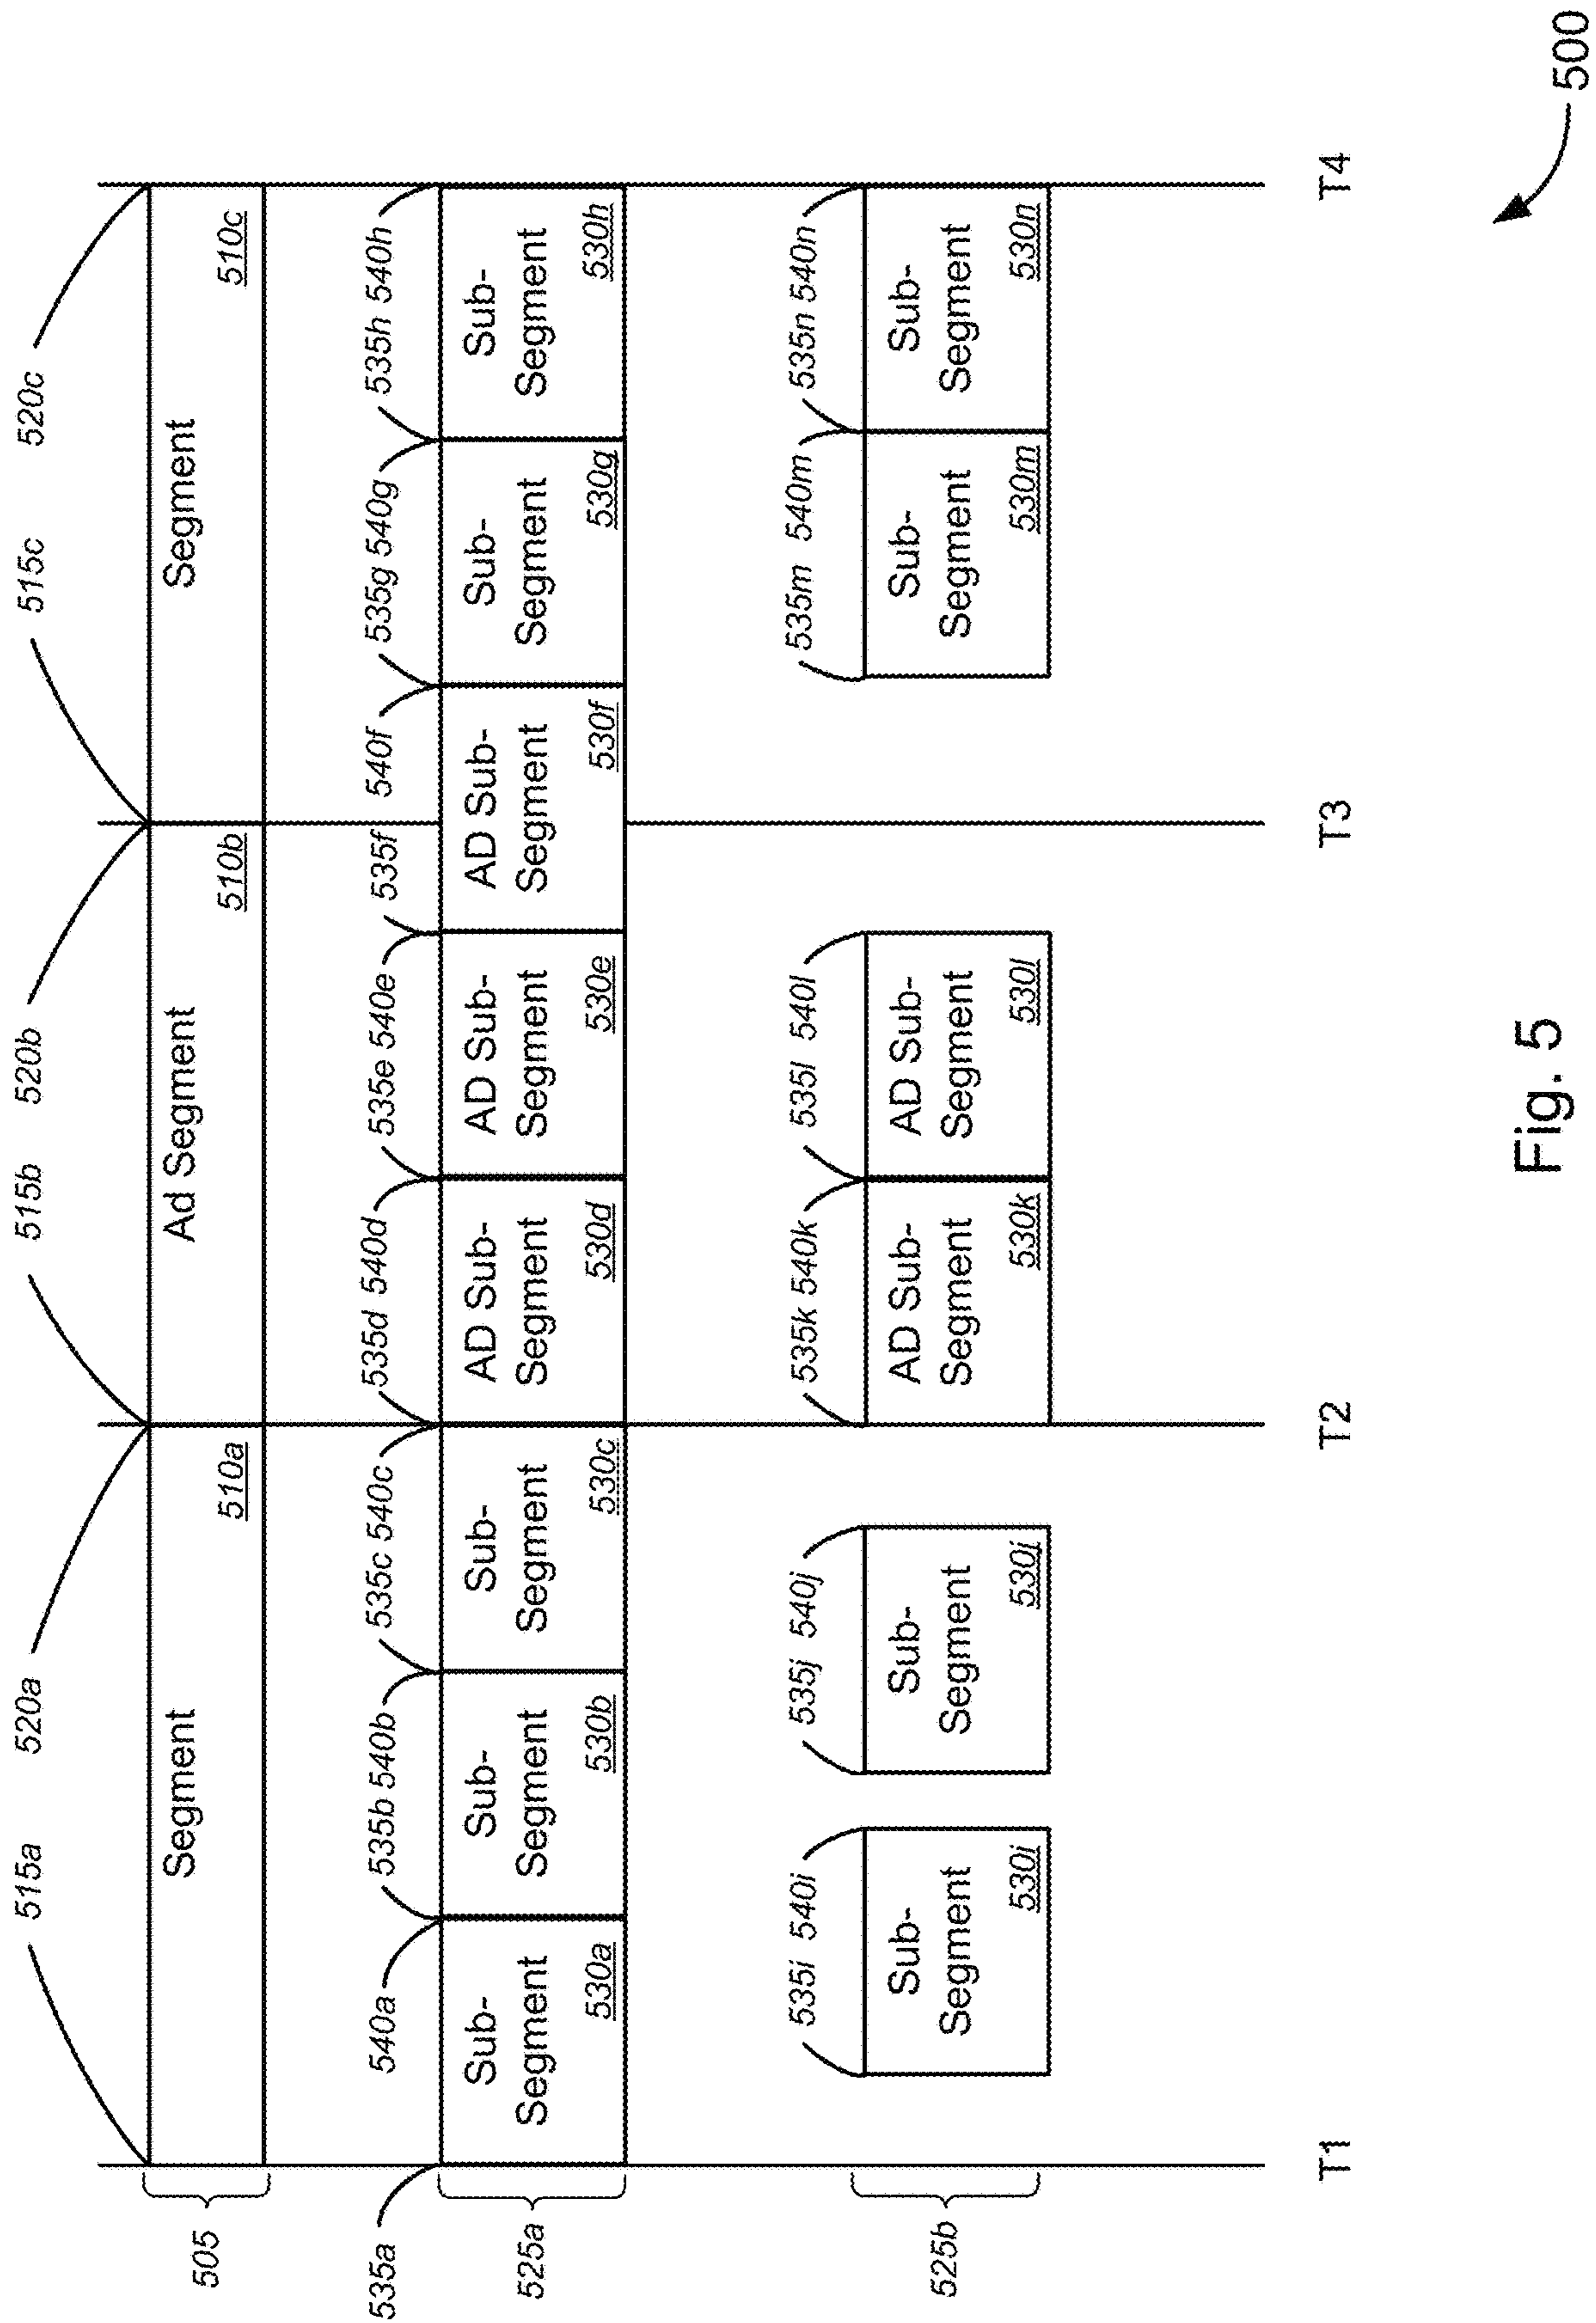 515a 520a 515b 520b 515c 520c
505
Segment
510a
Ad Segment
510b
Segment
510c
535a 540a 535b 540b 535c 540c 535d 540d 535e 540e 535f 540f 535g 540g 535h 540h
525a
Sub-
Segment
530a
Sub-
Segment
530b
Sub-
Segment
530c
AD Sub-
Segment
530d
AD Sub-
Segment
530e
AD Sub-
Segment
530f
Sub-
Segment
530g
Sub-
Segment
530h
535i 540i 535j 540j 535k 540k 535l 540l 535m 540m 535n 540n
525b
Sub-
Segment
530i
Sub-
Segment
530j
AD Sub-
Segment
530k
AD Sub-
Segment
530l
Sub-
Segment
530m
Sub-
Segment
530n
T1 T2 T3 T4
Fig. 5
500